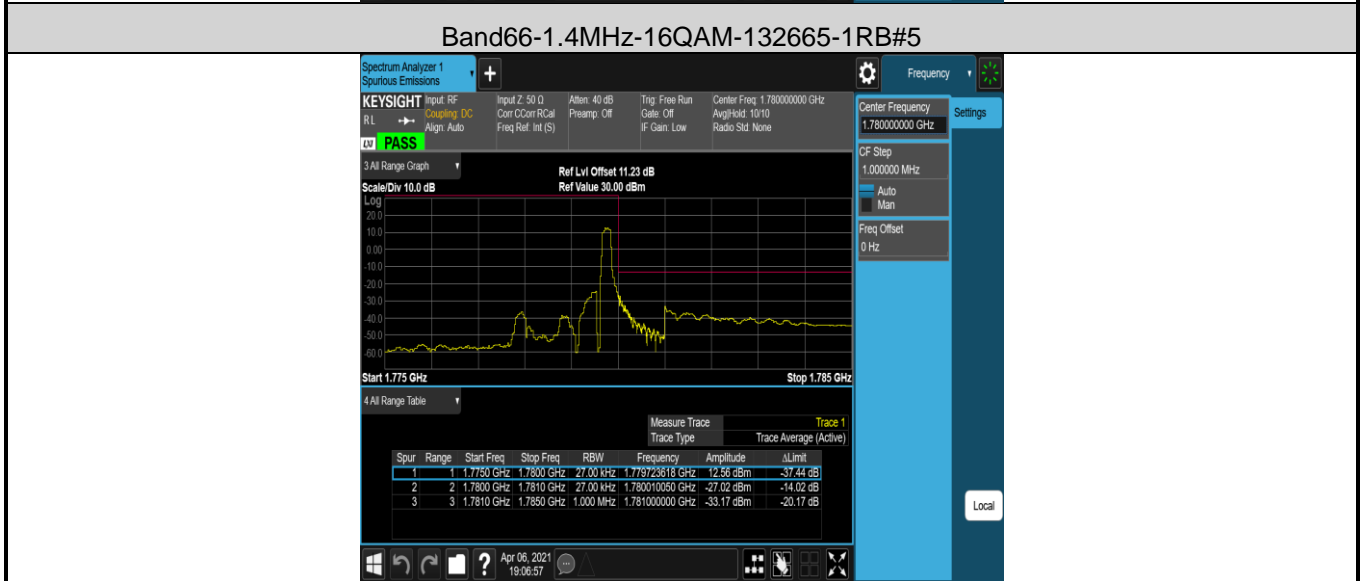 Band66-1.4MHz-16QAM-132665-1RB#5
Spectrum Analyzer 1
Spurious Emissions
+
Frequency
KEYSIGHT Input: RF Input Z: 50 Ω Atten: 40 dB Trig: Free Run Center Freq: 1.780000000 GHz
RL Coupling: DC Corr CCorr RCal Preamp: Off Gate: Off Avg|Hold: 10/10
Align: Auto Freq Ref: Int (S) IF Gain: Low Radio Std: None
LXI PASS
Center Frequency
1.780000000 GHz
Settings
CF Step
1.000000 MHz
Auto
Man
Freq Offset
0 Hz
3 All Range Graph
Ref Lvl Offset 11.23 dB
Scale/Div 10.0 dB Ref Value 30.00 dBm
Log
20.0
10.0
0.00
-10.0
-20.0
-30.0
-40.0
-50.0
-60.0
Start 1.775 GHz Stop 1.785 GHz
4 All Range Table
Measure Trace Trace 1
Trace Type Trace Average (Active)
Spur Range Start Freq Stop Freq RBW Frequency Amplitude ΔLimit
1 1 1.7750 GHz 1.7800 GHz 27.00 kHz 1.779723618 GHz 12.56 dBm -37.44 dB
2 2 1.7800 GHz 1.7810 GHz 27.00 kHz 1.780010050 GHz -27.02 dBm -14.02 dB
3 3 1.7810 GHz 1.7850 GHz 1.000 MHz 1.781000000 GHz -33.17 dBm -20.17 dB
Local
? Apr 06, 2021
19:06:57